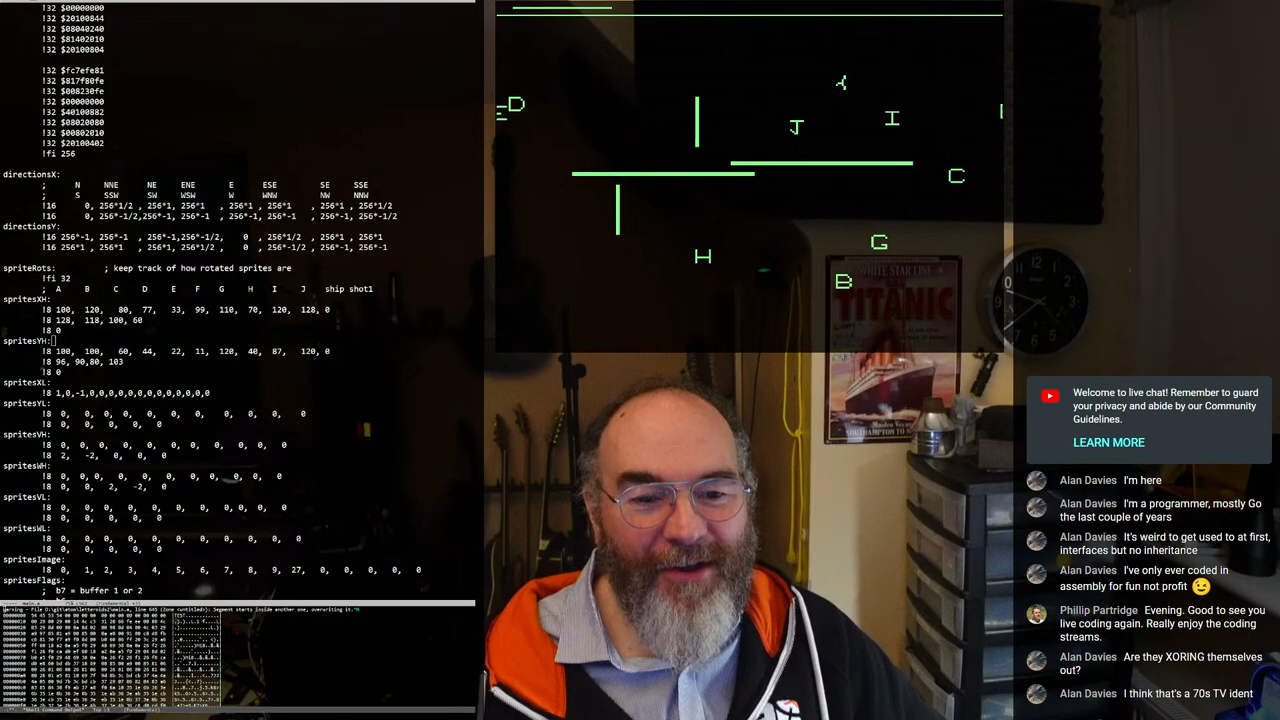 !32 $00000000
!32 $20100844
!32 $08040240
!32 $81402010
!32 $20100804
!32 $fc7efe81
!32 $817f80fe
!32 $008230fe
!32 $00000000
!32 $40100882
!32 $08020080
!32 $00802010
!32 $20100402
!fi 256
directionsX:
; N NNE NE ENE E ESE SE SSE
; S SSW SW WSW W WNW NW NNW
!16 0, 256*1/2 , 256*1, 256*1 , 256*1, 256*1 , 256*1, 256*1/2
!16 0, 256*-1/2,256*-1, 256*-1 , 256*-1, 256*-1 , 256*-1, 256*-1/2
directionsY:
!16 256*-1, 256*-1 , 256*-1,256*-1/2, 0 , 256*1/2 , 256*1, 256*1
!16 256*1, 256*1 , 256*1, 256*1/2 , 0 , 256*-1/2 , 256*-1, 256*-1
spriteRots: ; keep track of how rotated sprites are
!fi 32
; A B C D E F G H I J ship shot1
spritesXH:
!8 100, 120, 80, 77, 33, 99, 110, 70, 120, 128, 0
!8 128, 118, 100, 60
!8 0
spritesYH:
!8 100, 100, 60, 44, 22, 11, 120, 40, 87, 120, 0
!8 96, 90,80, 103
!8 0
spritesXL:
!8 1,0,-1,0,0,0,0,0,0,0,0,0,0,0,0
spritesYL:
!8 0, 0, 0, 0, 0, 0, 0, 0, 0, 0
!8 0, 0, 0, 0, 0
spritesVH:
!8 0, 0, 0, 0, 0, 0, 0, 0, 0, 0, 0
!8 2, -2, 0, 0, 0
spritesWH:
!8 0, 0, 0, 0, 0, 0, 0, 0, 0, 0, 0
!8 0, 0, 2, -2, 0
spritesVL:
!8 0, 0, 0, 0, 0, 0, 0, 0,0, 0, 0
!8 0, 0, 0, 0, 0
spritesWL:
!8 0, 0, 0, 0, 0, 0, 0, 0, 0, 0
!8 0, 0, 0, 0, 0
spritesImage:
!8 0, 1, 2, 3, 4, 5, 6, 7, 8, 9, 27, 0, 0, 0, 0, 0
spritesFlags:
; b7 = buffer 1 or 2
E D
J
I
C
H
G
B
WHITE STAR LINE
TITANIC
SOUTHAMPTON TO N
Welcome to live chat! Remember to guard
your privacy and abide by our Community
Guidelines.
LEARN MORE
Alan Davies I'm here
Alan Davies I'm a programmer, mostly Go
the last couple of years
Alan Davies It's weird to get used to at first,
interfaces but no inheritance
Alan Davies I've only ever coded in
assembly for fun not profit 😉
Phillip Partridge Evening. Good to see you
live coding again. Really enjoy the coding
streams.
Alan Davies Are they XORING themselves
out?
Alan Davies I think that's a 70s TV ident